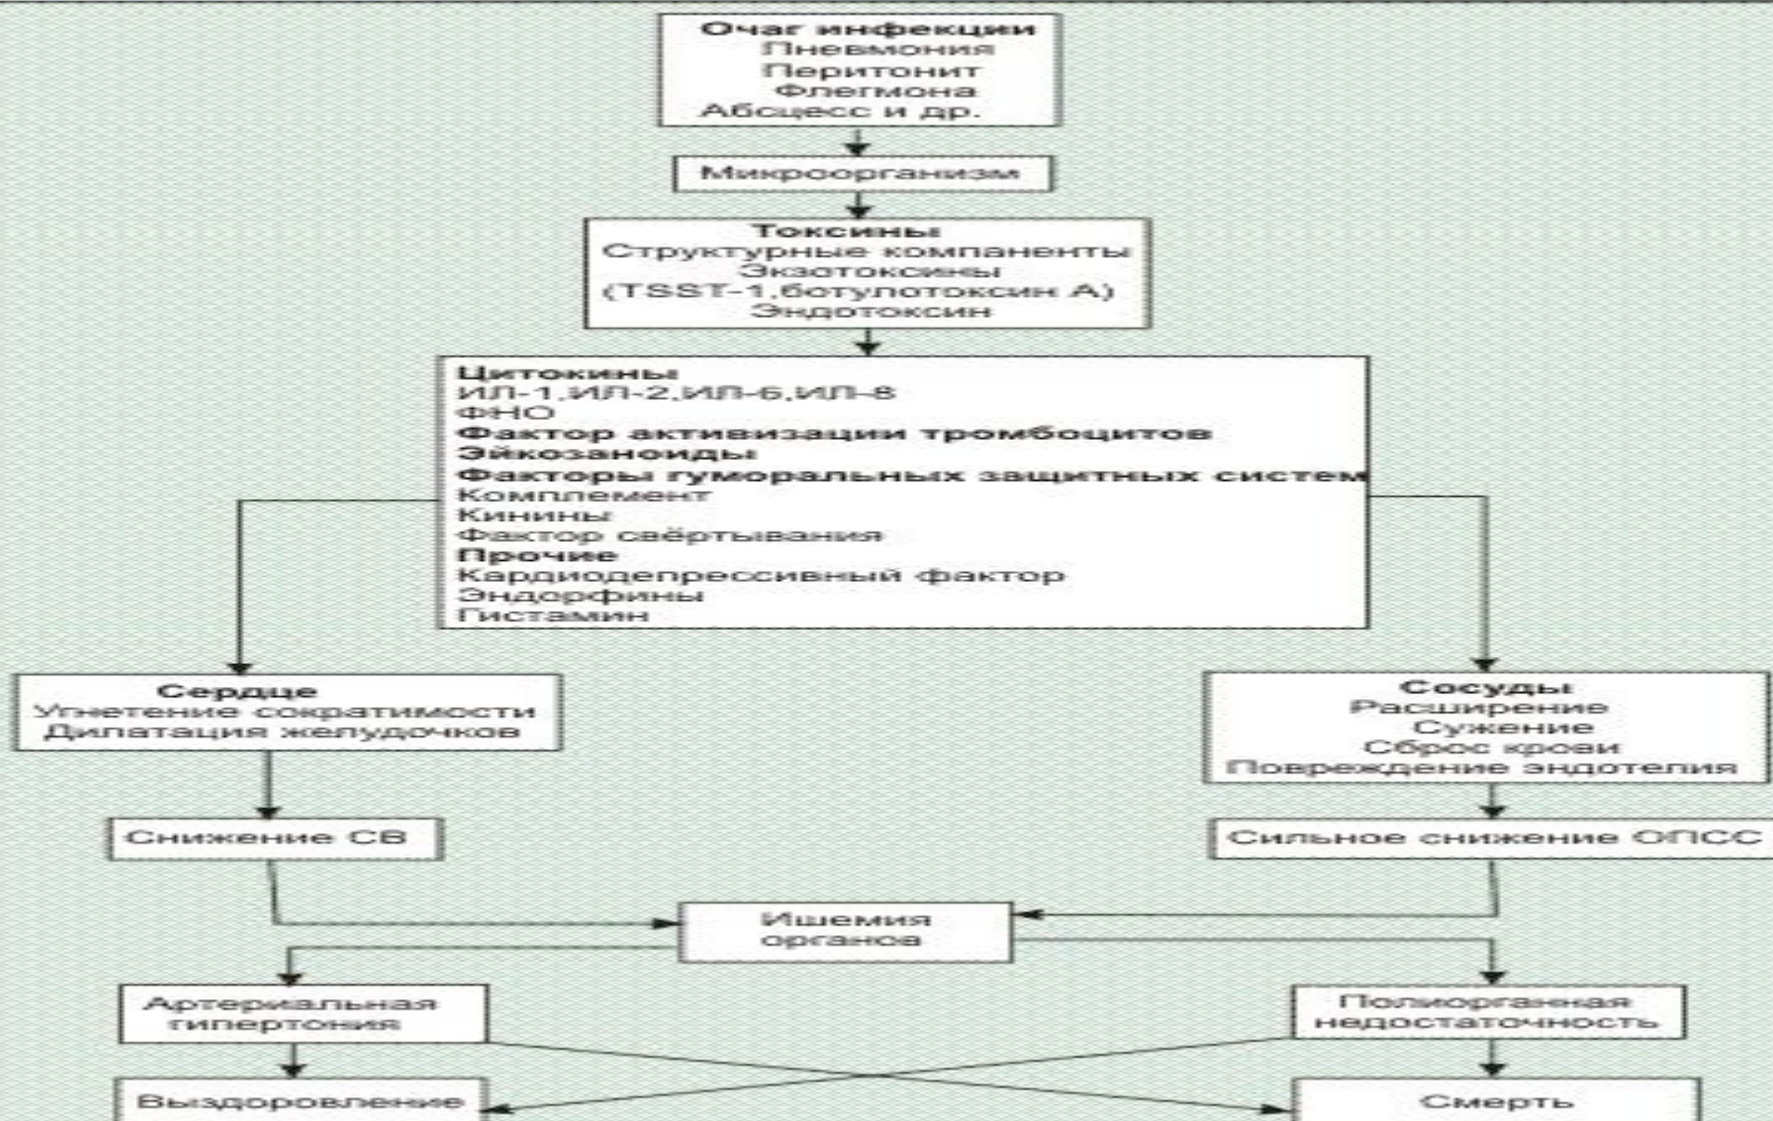 Очаг инфекции
Пневмония
Перитонит
Флегмона
Абсцесс и др.
Микроорганизм
Токсины
Структурные компаненты
Экзотоксины
(TSST-1,ботулотоксин А)
Эндотоксин
Цитокины
ИЛ-1,ИЛ-2,ИЛ-6,ИЛ-8
ФНО
Фактор активизации тромбоцитов
Эйкозаноиды
Факторы гуморальных защитных систем
Комплемент
Кинины
Фактор свёртывания
Прочие
Кардиодепрессивный фактор
Эндорфины
Гистамин
Сердце
Угнетение сократимости
Дилатация желудочков
Сосуды
Расширение
Сужение
Сброс крови
Повреждение эндотелия
Снижение СВ
Сильное снижение ОПСС
Ишемия
органов
Артериальная
гипертония
Полиорганная
недостаточность
Выздоровление
Смерть